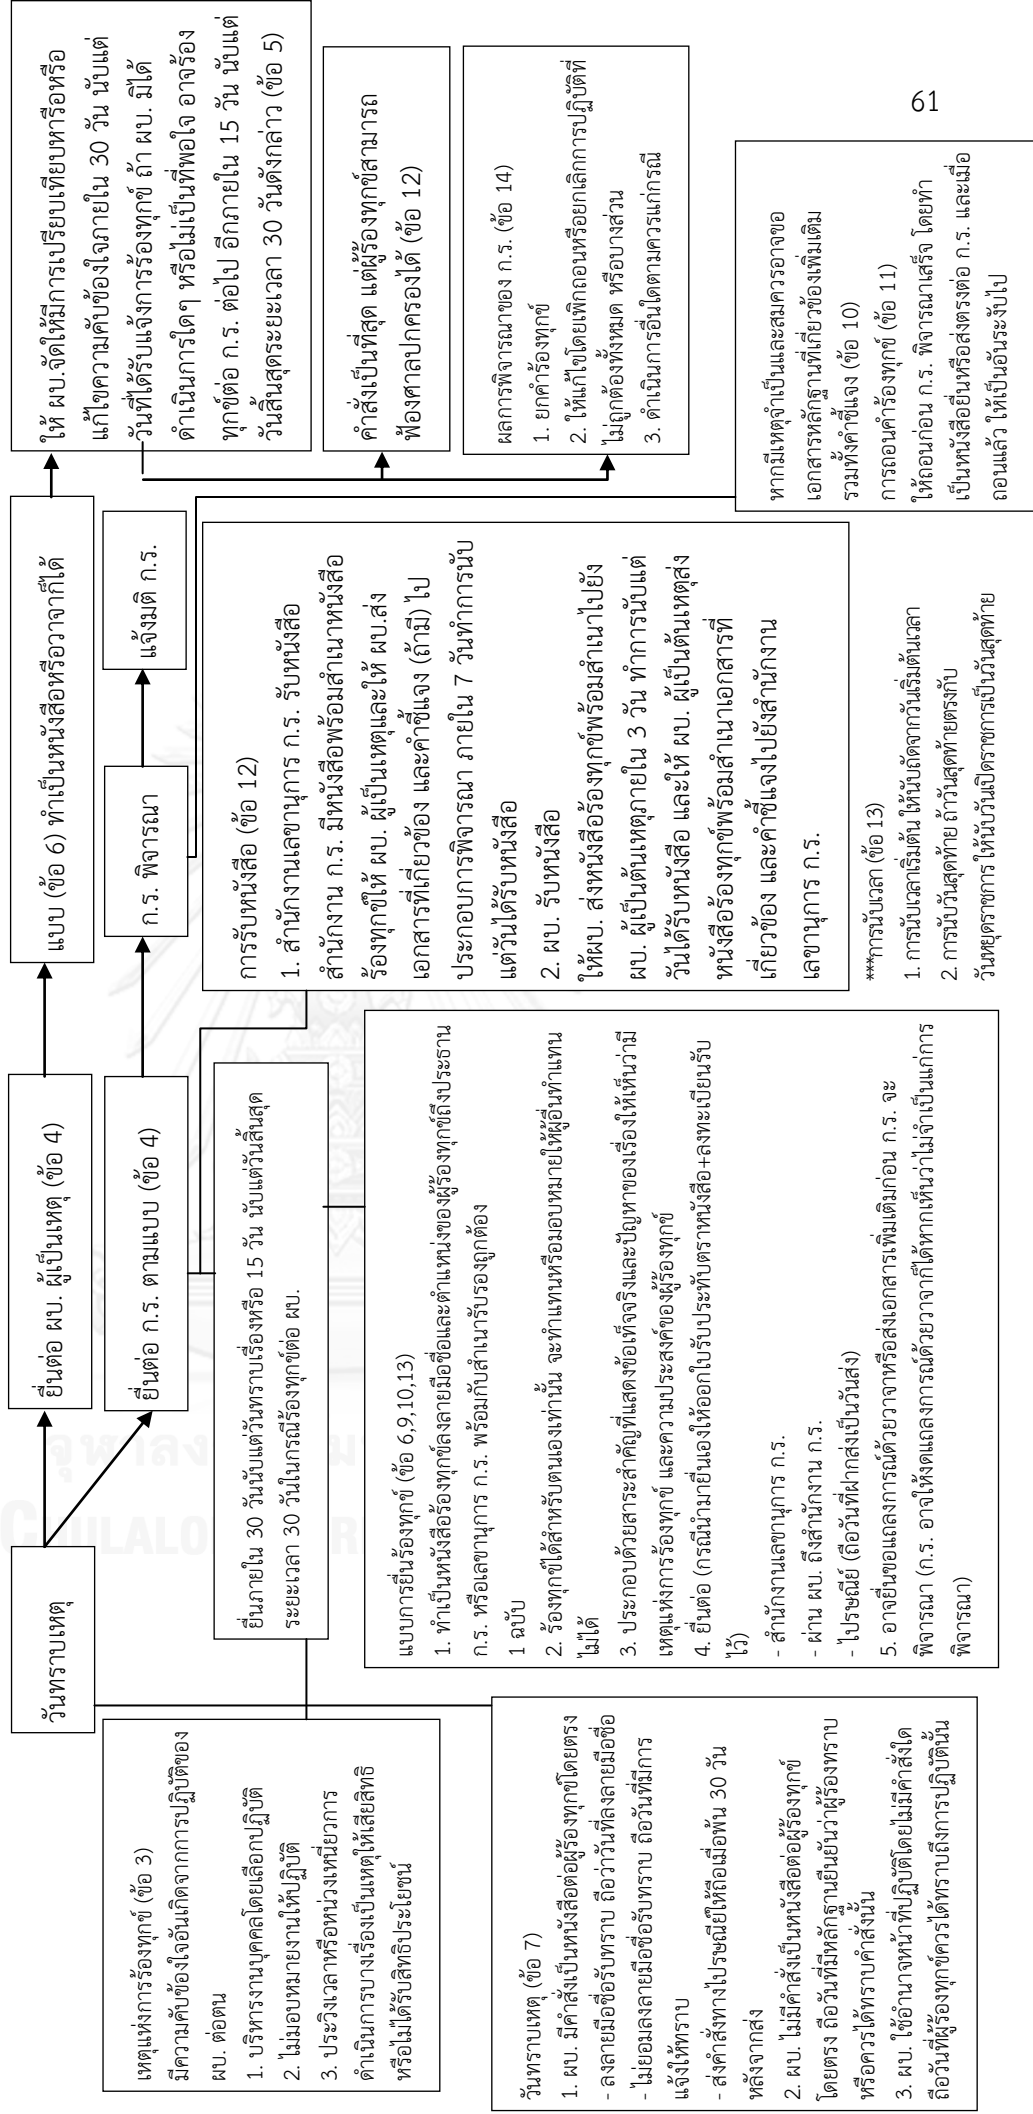 วันทราบเหตุ
ยื่นต่อ ผบ. ผู้เป็นเหตุ (ข้อ 4)
แบบ (ข้อ 6) ทำเป็นหนังสือหรือวาจาก็ได้
ให้ ผบ.จัดให้มีการเปรียบเทียบหารือหรือ
แก้ไขความคับข้องใจภายใน 30 วัน นับแต่
วันที่ได้รับแจ้งการร้องทุกข์ ถ้า ผบ. มิได้
ดำเนินการใดๆ หรือไม่เป็นที่พอใจ อาจร้อง
ทุกข์ต่อ ก.ร. ต่อไป อีกภายใน 15 วัน นับแต่
วันสิ้นสุดระยะเวลา 30 วันดังกล่าว (ข้อ 5)
ยื่นต่อ ก.ร. ตามแบบ (ข้อ 4)
ก.ร. พิจารณา
แจ้งมติ ก.ร.
คำสั่งเป็นที่สุด แต่ผู้ร้องทุกข์สามารถ
ฟ้องศาลปกครองได้ (ข้อ 12)
ผลการพิจารณาของ ก.ร. (ข้อ 14)
1. ยกคำร้องทุกข์
2. ให้แก้ไขโดยเพิกถอนหรือยกเลิกการปฏิบัติที่
ไม่ถูกต้องทั้งหมด หรือบางส่วน
3. ดำเนินการอื่นใดตามควรแก่กรณี
เหตุแห่งการร้องทุกข์ (ข้อ 3)
มีความคับข้องใจอันเกิดจากการปฏิบัติของ
ผบ. ต่อตน
1. บริหารงานบุคคลโดยเลือกปฏิบัติ
2. ไม่มอบหมายงานให้ปฏิบัติ
3. ประวิงเวลาหรือหน่วงเหนี่ยวการ
ดำเนินการบางเรื่องเป็นเหตุให้เสียสิทธิ
หรือไม่ได้รับสิทธิประโยชน์
ยื่นภายใน 30 วันนับแต่วันทราบเรื่องหรือ 15 วัน นับแต่วันสิ้นสุด
ระยะเวลา 30 วันในกรณีร้องทุกข์ต่อ ผบ.
การรับหนังสือ (ข้อ 12)
1. สำนักงานเลขานุการ ก.ร. รับหนังสือ
สำนักงาน ก.ร. มีหนังสือพร้อมสำเนาหนังสือ
ร้องทุกข์ให้ ผบ. ผู้เป็นเหตุและให้ ผบ.ส่ง
เอกสารที่เกี่ยวข้อง และคำชี้แจง (ถ้ามี) ไป
ประกอบการพิจารณา ภายใน 7 วันทำการนับ
แต่วันได้รับหนังสือ
2. ผบ. รับหนังสือ
ให้ผบ. ส่งหนังสือร้องทุกข์พร้อมสำเนาไปยัง
ผบ. ผู้เป็นต้นเหตุภายใน 3 วัน ทำการนับแต่
วันได้รับหนังสือ และให้ ผบ. ผู้เป็นต้นเหตุส่ง
หนังสือร้องทุกข์พร้อมสำเนาเอกสารที่
เกี่ยวข้อง และคำชี้แจงไปยังสำนักงาน
เลขานุการ ก.ร.
วันทราบเหตุ (ข้อ 7)
1. ผบ. มีคำสั่งเป็นหนังสือต่อผู้ร้องทุกข์โดยตรง
- ลงลายมือชื่อรับทราบ ถือว่าวันที่ลงลายมือชื่อ
- ไม่ยอมลงลายมือชื่อรับทราบ ถือวันที่มีการ
แจ้งให้ทราบ
- ส่งคำสั่งทางไปรษณีย์ให้ถือเมื่อพ้น 30 วัน
หลังจากส่ง
2. ผบ. ไม่มีคำสั่งเป็นหนังสือต่อผู้ร้องทุกข์
โดยตรง ถือวันที่มีหลักฐานยืนยันว่าผู้ร้องทราบ
หรือควรได้ทราบคำสั่งนั้น
3. ผบ. ใช้อำนาจหน้าที่ปฏิบัติโดยไม่มีคำสั่งใด
ถือวันที่ผู้ร้องทุกข์ควรได้ทราบถึงการปฏิบัตินั้น
แบบการยื่นร้องทุกข์ (ข้อ 6,9,10,13)
1. ทำเป็นหนังสือร้องทุกข์ลงลายมือชื่อและตำแหน่งของผู้ร้องทุกข์ถึงประธาน
ก.ร. หรือเลขานุการ ก.ร. พร้อมกับสำเนารับรองถูกต้อง
1 ฉบับ
2. ร้องทุกข์ได้สำหรับตนเองเท่านั้น จะทำแทนหรือมอบหมายให้ผู้อื่นทำแทน
ไม่ได้
3. ประกอบด้วยสาระสำคัญที่แสดงข้อเท็จจริงและปัญหาของเรื่องให้เห็นว่ามี
เหตุแห่งการร้องทุกข์ และความประสงค์ของผู้ร้องทุกข์
4. ยื่นต่อ (กรณีนำมายื่นเองให้ออกใบรับประทับตราหนังสือ+ลงทะเบียนรับ
ไว้)
- สำนักงานเลขานุการ ก.ร.
- ผ่าน ผบ. ถึงสำนักงาน ก.ร.
- ไปรษณีย์ (ถือวันที่ฝากส่งเป็นวันส่ง)
5. อาจยื่นขอแถลงการณ์ด้วยวาจาหรือส่งเอกสารเพิ่มเติมก่อน ก.ร. จะ
พิจารณา (ก.ร. อาจให้งดแถลงการณ์ด้วยวาจาก็ได้หากเห็นว่าไม่จำเป็นแก่การ
พิจารณา)
***การนับเวลา (ข้อ 13)
1. การนับเวลาเริ่มต้น ให้นับถัดจากวันเริ่มต้นเวลา
2. การนับวันสุดท้าย ถ้าวันสุดท้ายตรงกับ
วันหยุดราชการ ให้นับวันเปิดราชการเป็นวันสุดท้าย
หากมีเหตุจำเป็นและสมควรอาจขอ
เอกสารหลักฐานที่เกี่ยวข้องเพิ่มเติม
รวมทั้งคำชี้แจง (ข้อ 10)
การถอนคำร้องทุกข์ (ข้อ 11)
ให้ถอนก่อน ก.ร. พิจารณาเสร็จ โดยทำ
เป็นหนังสือยื่นหรือส่งตรงต่อ ก.ร. และเมื่อ
ถอนแล้ว ให้เป็นอันระงับไป
61